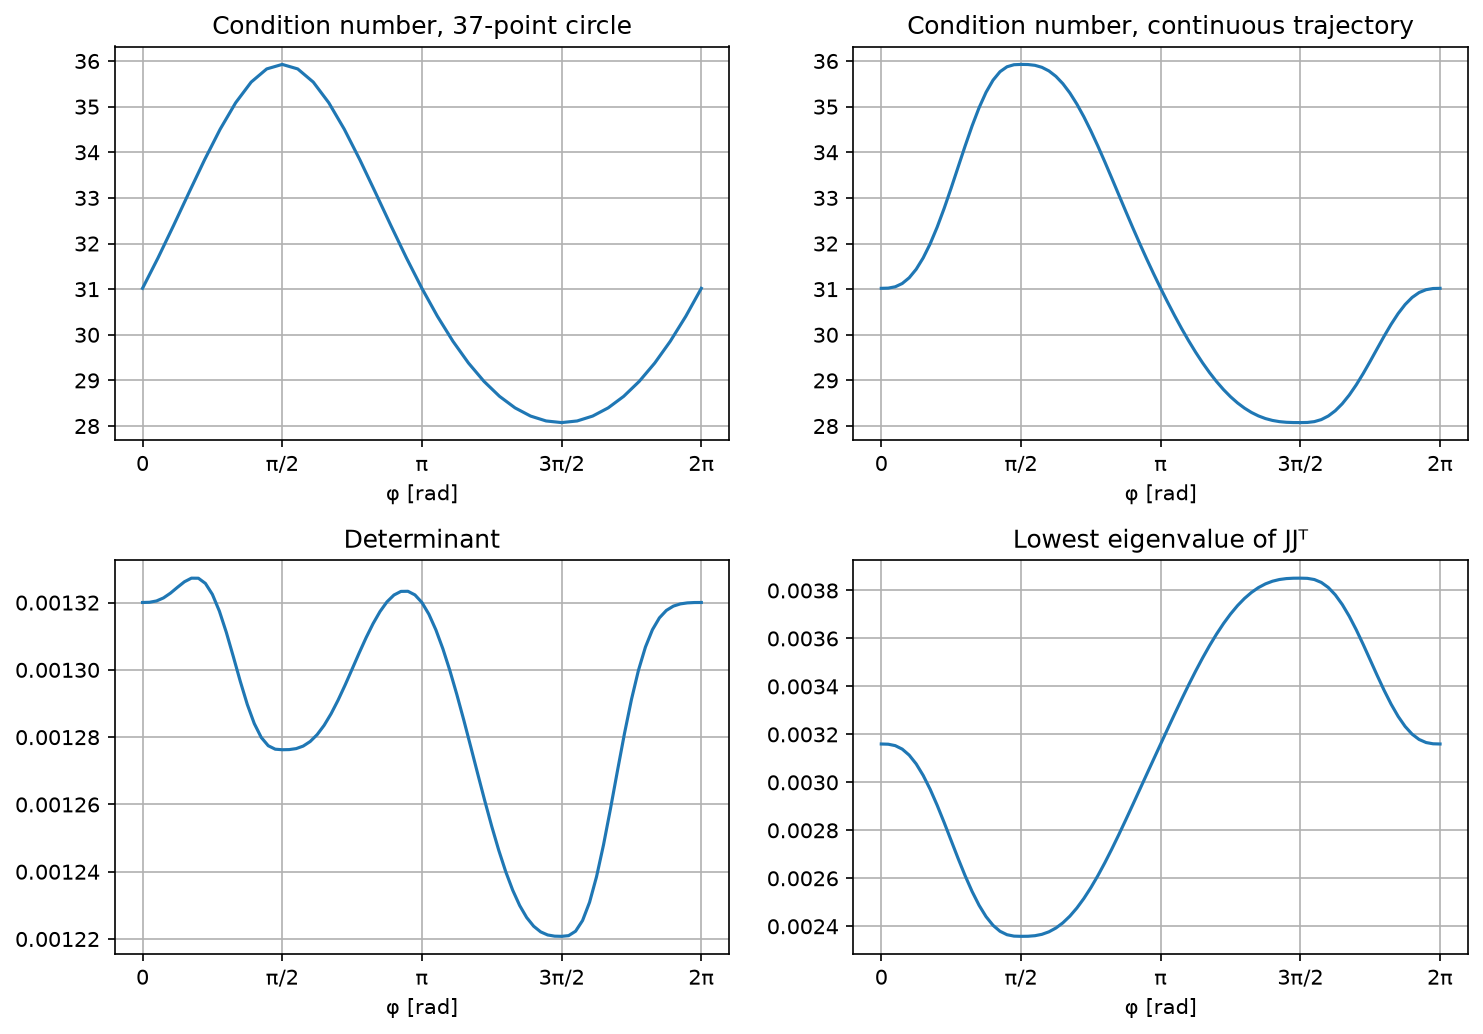 Condition number, 37-point circle
36
35
34
33
32
31
30
29
28
0 π/2 π 3π/2 2π
φ [rad]
Condition number, continuous trajectory
36
35
34
33
32
31
30
29
28
0 π/2 π 3π/2 2π
φ [rad]
Determinant
0.00132
0.00130
0.00128
0.00126
0.00124
0.00122
0 π/2 π 3π/2 2π
φ [rad]
Lowest eigenvalue of JJᵀ
0.0038
0.0036
0.0034
0.0032
0.0030
0.0028
0.0026
0.0024
0 π/2 π 3π/2 2π
φ [rad]